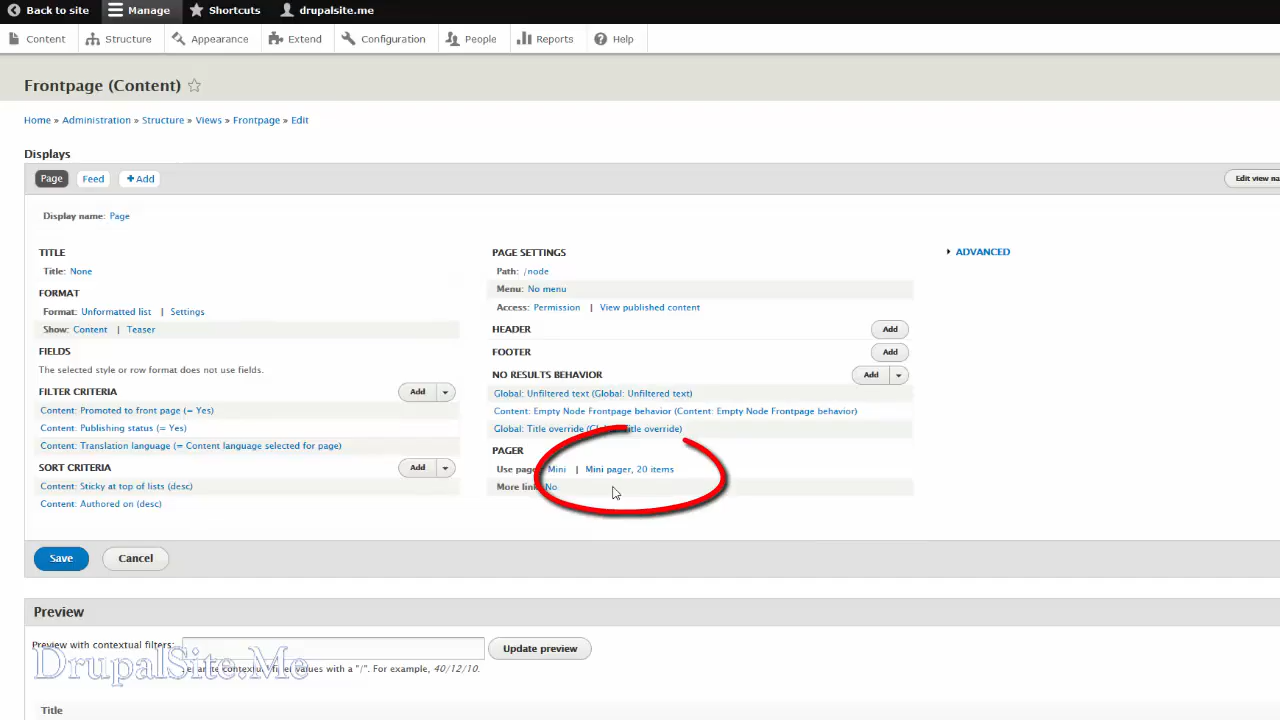 Back to site Manage Shortcuts drupalsite.me
Content Structure Appearance Extend Configuration People Reports Help
Frontpage (Content)
Home » Administration » Structure » Views » Frontpage » Edit
Displays
Page Feed Add
Edit view na
Display name: Page
TITLE
Title: None
FORMAT
Format: Unformatted list | Settings
Show: Content | Teaser
FIELDS
The selected style or row format does not use fields.
FILTER CRITERIA Add
Content: Promoted to front page (= Yes)
Content: Publishing status (= Yes)
Content: Translation language (= Content language selected for page)
SORT CRITERIA Add
Content: Sticky at top of lists (desc)
Content: Authored on (desc)
PAGE SETTINGS
Path: /node
Menu: No menu
Access: Permission | View published content
HEADER Add
FOOTER Add
NO RESULTS BEHAVIOR Add
Global: Unfiltered text (Global: Unfiltered text)
Content: Empty Node Frontpage behavior (Content: Empty Node Frontpage behavior)
Global: Title override (Global: Title override)
PAGER
Use pager: Mini | Mini pager, 20 items
More link: No
ADVANCED
Save Cancel
Preview
Preview with contextual filters: Update preview
DrupalSite.Me
filter values with a "/". For example, 40/12/10.
Title